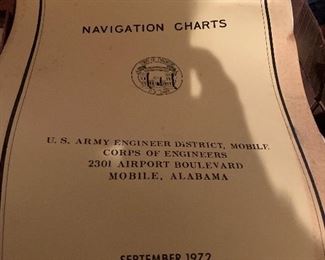 NAVIGATION CHARTS
U. S. ARMY ENGINEER DISTRICT, MOBILE
CORPS OF ENGINEERS
2301 AIRPORT BOULEVARD
MOBILE, ALABAMA
SEPTEMBER 1972